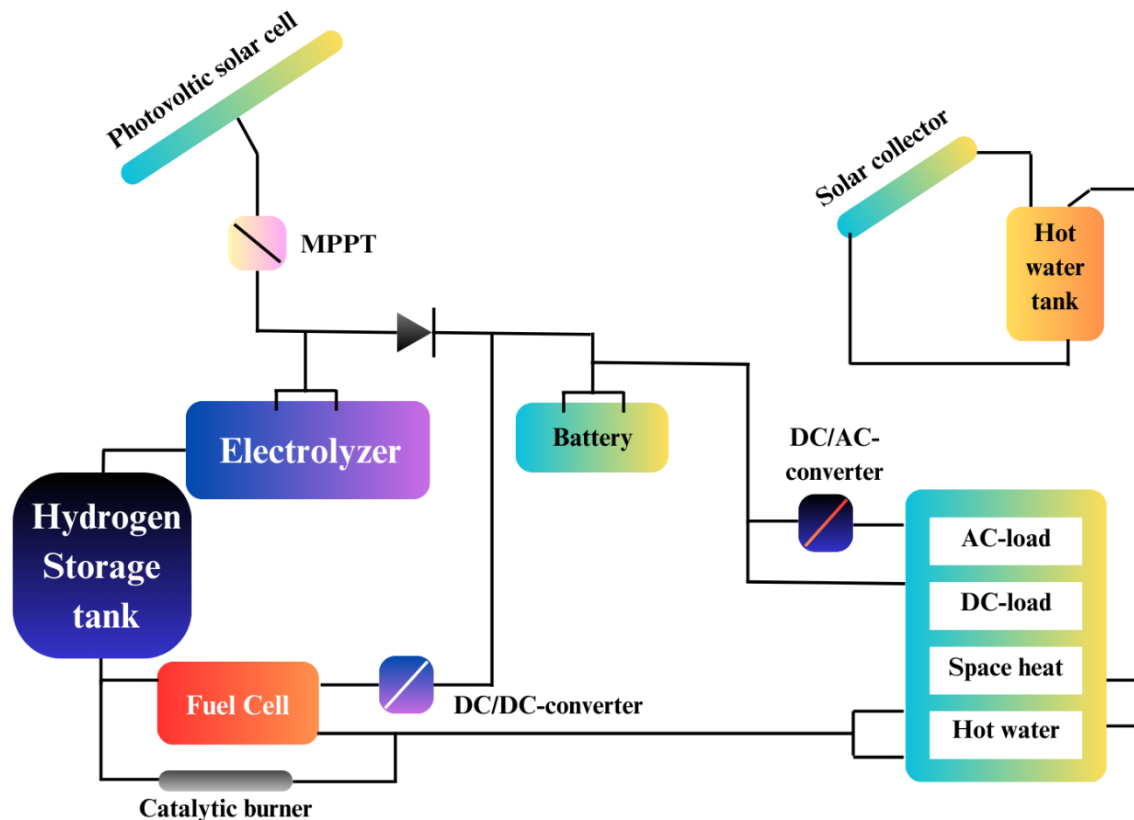 Photovoltic solar cell
MPPT
Solar collector
Hot
water
tank
Electrolyzer
Battery
DC/AC-
converter
Hydrogen
Storage
tank
AC-load
DC-load
Space heat
Hot water
Fuel Cell
DC/DC-converter
Catalytic burner